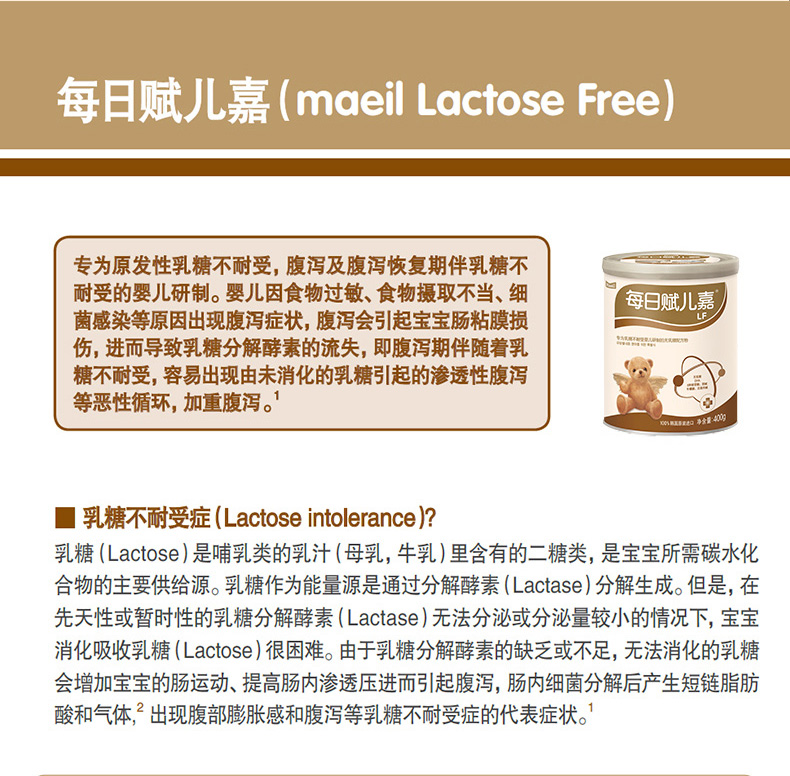 每日赋儿嘉(maeil Lactose Free)
专为原发性乳糖不耐受，腹泻及腹泻恢复期伴乳糖不
耐受的婴儿研制。婴儿因食物过敏、食物摄取不当、细
菌感染等原因出现腹泻症状，腹泻会引起宝宝肠粘膜损
伤，进而导致乳糖分解酵素的流失，即腹泻期伴随着乳
糖不耐受，容易出现由未消化的乳糖引起的渗透性腹泻
等恶性循环，加重腹泻。1
每日赋儿嘉®
LF
100%韩国原装进口 净含量:400g
■ 乳糖不耐受症(Lactose intolerance)?
乳糖(Lactose)是哺乳类的乳汁(母乳，牛乳)里含有的二糖类，是宝宝所需碳水化
合物的主要供给源。乳糖作为能量源是通过分解酵素(Lactase)分解生成。但是，在
先天性或暂时性的乳糖分解酵素(Lactase)无法分泌或分泌量较小的情况下，宝宝
消化吸收乳糖(Lactose)很困难。由于乳糖分解酵素的缺乏或不足，无法消化的乳糖
会增加宝宝的肠运动、提高肠内渗透压进而引起腹泻，肠内细菌分解后产生短链脂肪
酸和气体,2 出现腹部膨胀感和腹泻等乳糖不耐受症的代表症状。1